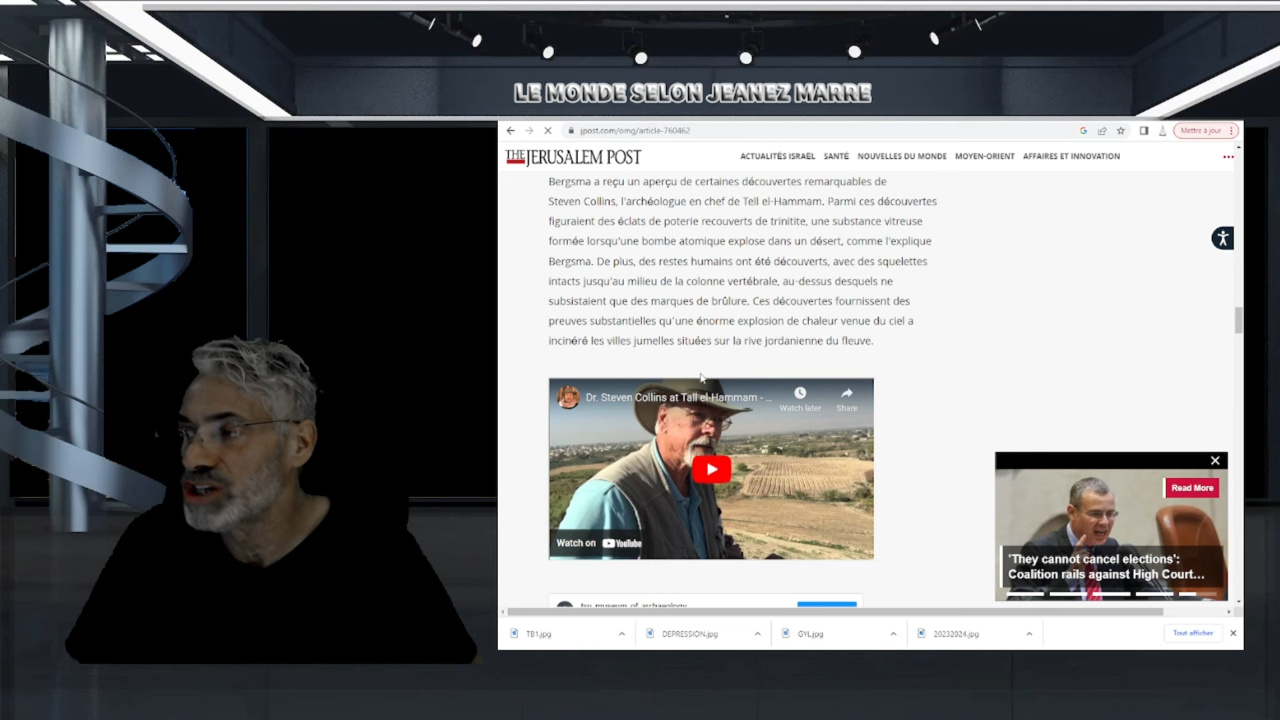 LE MONDE SELON JEANEZ MARRE
jpost.com/omg/article-760462
Mettre à jour
THE JERUSALEM POST
ACTUALITÉS ISRAËL SANTÉ NOUVELLES DU MONDE MOYEN-ORIENT AFFAIRES ET INNOVATION
Bergsma a reçu un aperçu de certaines découvertes remarquables de
Steven Collins, l'archéologue en chef de Tell el-Hammam. Parmi ces découvertes
figuraient des éclats de poterie recouverts de trinitite, une substance vitreuse
formée lorsqu'une bombe atomique explose dans un désert, comme l'explique
Bergsma. De plus, des restes humains ont été découverts, avec des squelettes
intacts jusqu'au milieu de la colonne vertébrale, au-dessus desquels ne
subsistaient que des marques de brûlure. Ces découvertes fournissent des
preuves substantielles qu'une énorme explosion de chaleur venue du ciel a
incinéré les villes jumelles situées sur la rive jordanienne du fleuve.
Dr. Steven Collins at Tall el-Hammam - ...
Watch later
Share
Watch on YouTube
Read More
'They cannot cancel elections':
Coalition rails against High Court...
TB1.jpg
DEPRESSION.jpg
GYL.jpg
20232024.jpg
Tout afficher